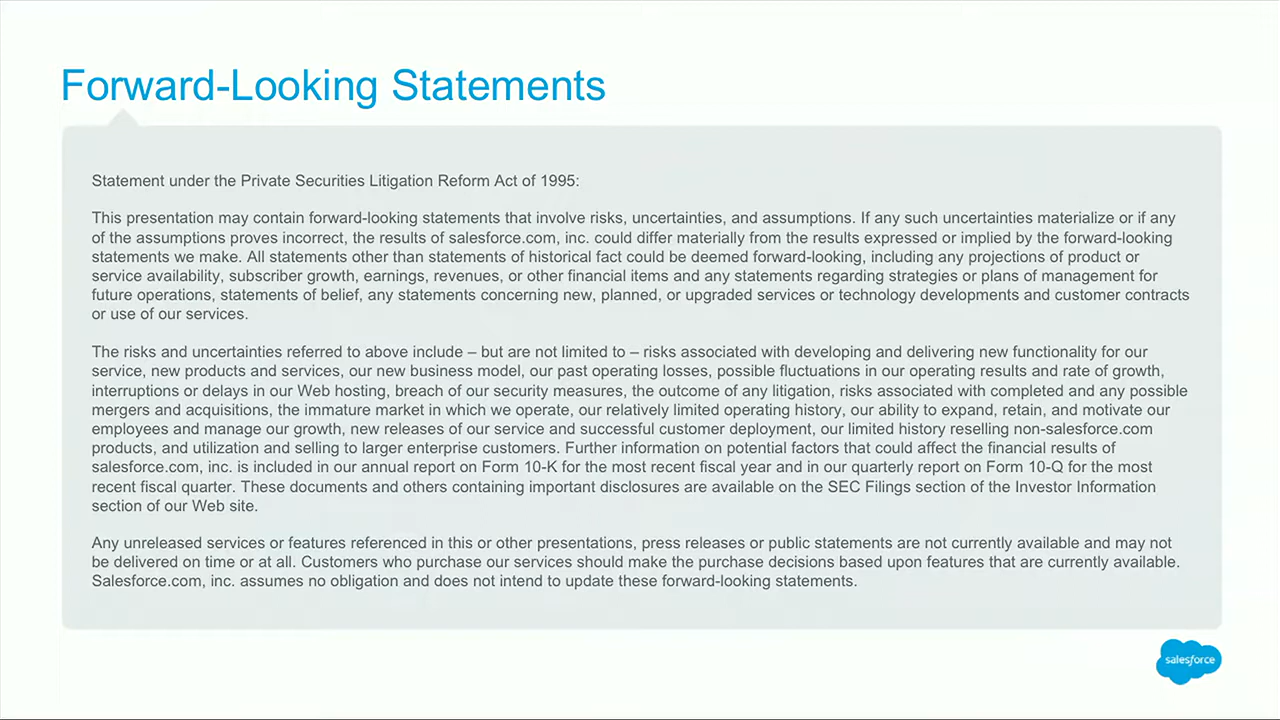 Forward-Looking Statements
Statement under the Private Securities Litigation Reform Act of 1995:
This presentation may contain forward-looking statements that involve risks, uncertainties, and assumptions. If any such uncertainties materialize or if any
of the assumptions proves incorrect, the results of salesforce.com, inc. could differ materially from the results expressed or implied by the forward-looking
statements we make. All statements other than statements of historical fact could be deemed forward-looking, including any projections of product or
service availability, subscriber growth, earnings, revenues, or other financial items and any statements regarding strategies or plans of management for
future operations, statements of belief, any statements concerning new, planned, or upgraded services or technology developments and customer contracts
or use of our services.
The risks and uncertainties referred to above include – but are not limited to – risks associated with developing and delivering new functionality for our
service, new products and services, our new business model, our past operating losses, possible fluctuations in our operating results and rate of growth,
interruptions or delays in our Web hosting, breach of our security measures, the outcome of any litigation, risks associated with completed and any possible
mergers and acquisitions, the immature market in which we operate, our relatively limited operating history, our ability to expand, retain, and motivate our
employees and manage our growth, new releases of our service and successful customer deployment, our limited history reselling non-salesforce.com
products, and utilization and selling to larger enterprise customers. Further information on potential factors that could affect the financial results of
salesforce.com, inc. is included in our annual report on Form 10-K for the most recent fiscal year and in our quarterly report on Form 10-Q for the most
recent fiscal quarter. These documents and others containing important disclosures are available on the SEC Filings section of the Investor Information
section of our Web site.
Any unreleased services or features referenced in this or other presentations, press releases or public statements are not currently available and may not
be delivered on time or at all. Customers who purchase our services should make the purchase decisions based upon features that are currently available.
Salesforce.com, inc. assumes no obligation and does not intend to update these forward-looking statements.
salesforce